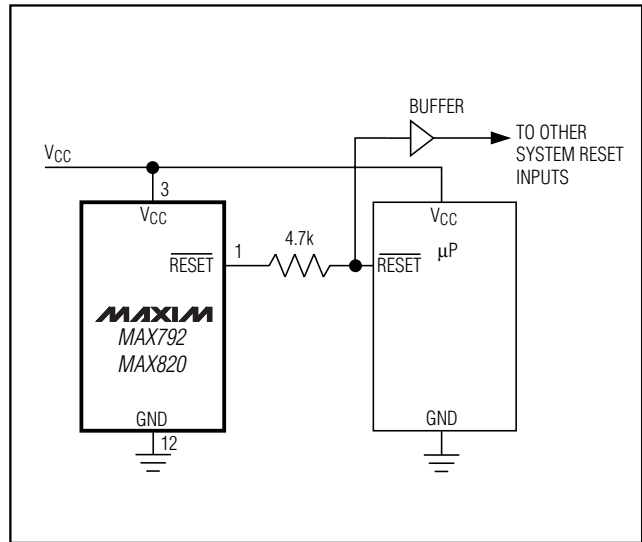 BUFFER
TO OTHER
SYSTEM RESET
INPUTS
VCC
3
VCC
RESET
1
4.7k
MAXIM
MAX792
MAX820
GND
12
VCC
RESET
μP
GND